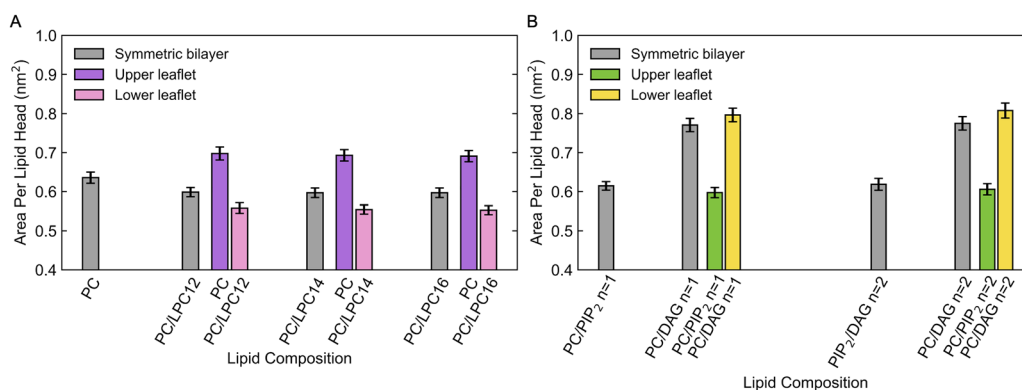 A
Area Per Lipid Head (nm²)
1.0
0.9
0.8
0.7
0.6
0.5
0.4
Symmetric bilayer
Upper leaflet
Lower leaflet
PC
PC/LPC12
PC
PC/LPC12
PC/LPC14
PC
PC/LPC14
PC/LPC16
PC
PC/LPC16
Lipid Composition
B
Area Per Lipid Head (nm²)
1.0
0.9
0.8
0.7
0.6
0.5
0.4
Symmetric bilayer
Upper leaflet
Lower leaflet
PC/PIP₂ n=1
PC/DAG n=1
PC/PIP₂ n=1
PC/DAG n=1
PIP₂/DAG n=2
PC/DAG n=2
PC/PIP₂ n=2
PC/DAG n=2
Lipid Composition